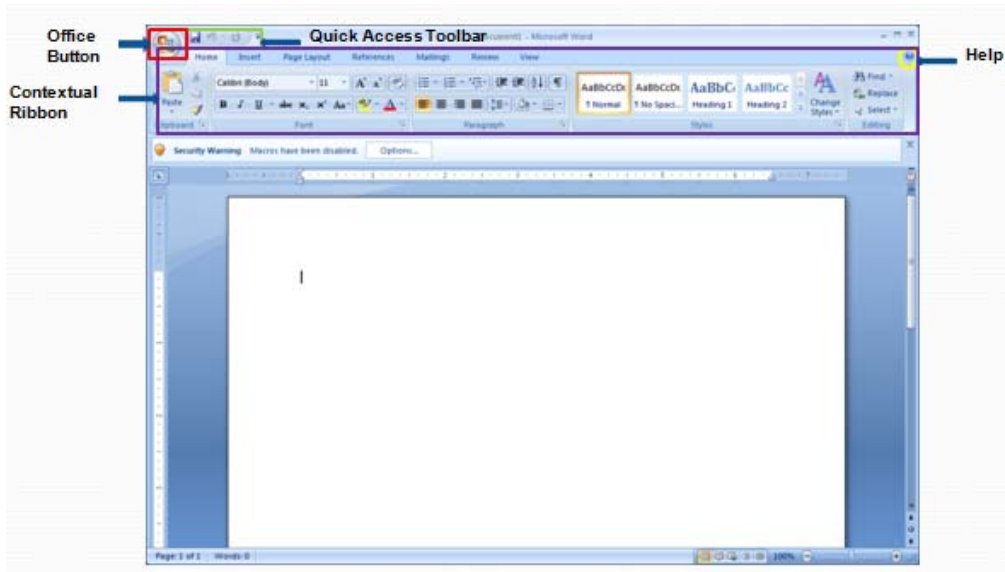 Office
Button
Quick Access Toolbar
Microsoft Word
Help
Contextual
Ribbon
Home Insert Page Layout References Mailings Review View
Calibri (Body) 11
Paste
AaBbCcDc AaBbCcDc AaBbC AaBbCc
¶ Normal ¶ No Spaci... Heading 1 Heading 2
Change
Styles
Find
Replace
Select
Clipboard Font Paragraph Styles Editing
Security Warning Macros have been disabled. Options...
Page: 1 of 1 Words: 0 100%